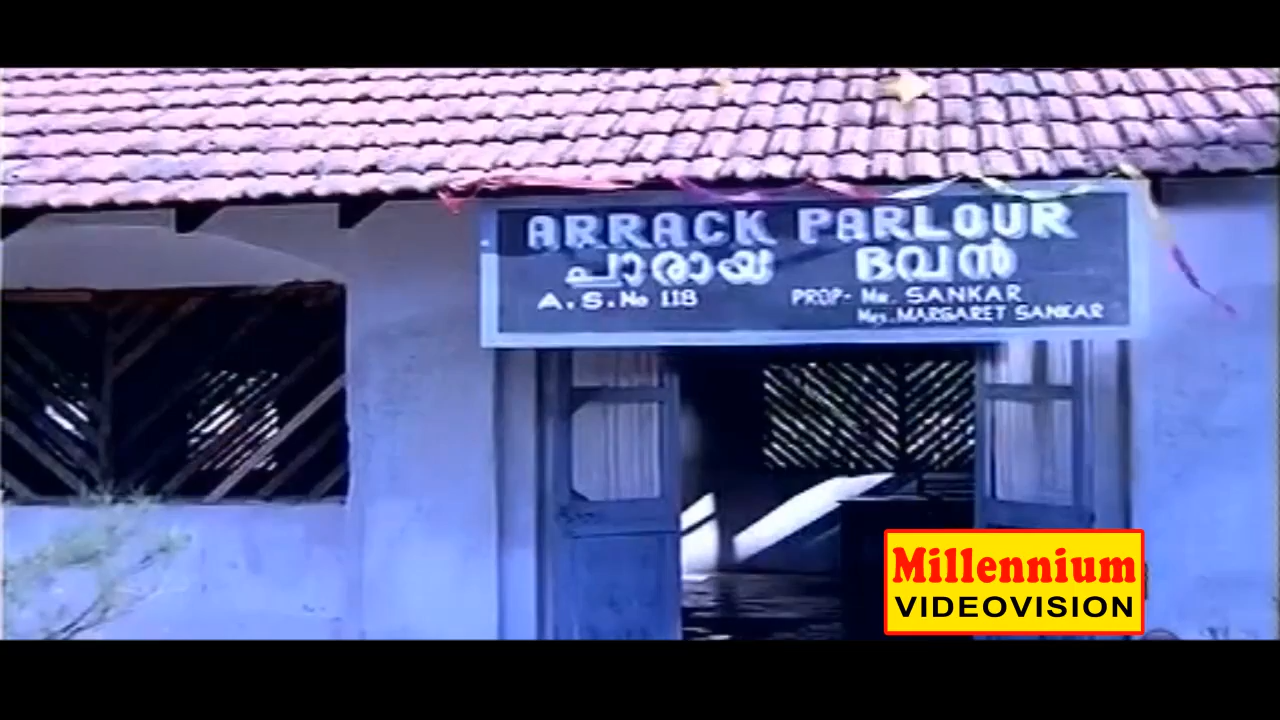 ARRACK PARLOUR
പാരായ ഭവൻ
A.S.No 118 PROP- Mr. SANKAR
Mrs. MARGARET SANKAR
Millennium
VIDEOVISION